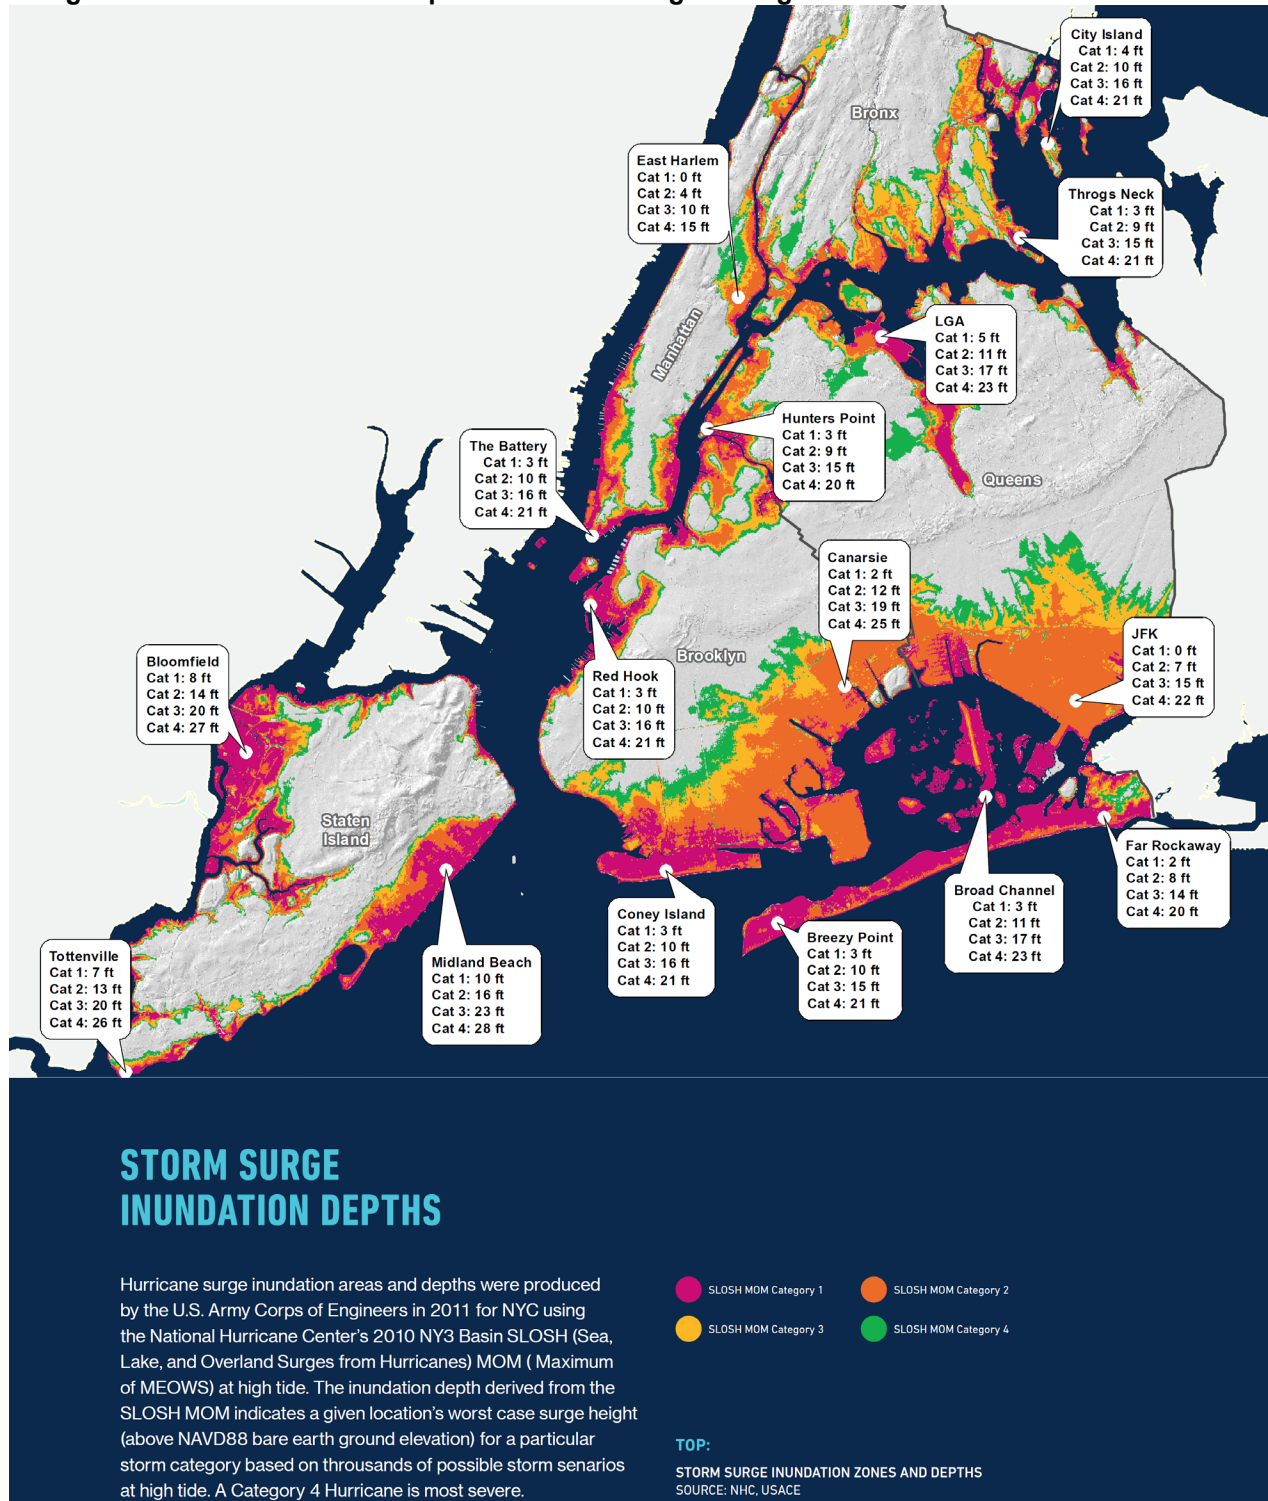 City Island
Cat 1: 4 ft
Cat 2: 10 ft
Cat 3: 16 ft
Cat 4: 21 ft
Bronx
East Harlem
Cat 1: 0 ft
Cat 2: 4 ft
Cat 3: 10 ft
Cat 4: 15 ft
Throgs Neck
Cat 1: 3 ft
Cat 2: 9 ft
Cat 3: 15 ft
Cat 4: 21 ft
Manhattan
LGA
Cat 1: 5 ft
Cat 2: 11 ft
Cat 3: 17 ft
Cat 4: 23 ft
Hunters Point
Cat 1: 3 ft
Cat 2: 9 ft
Cat 3: 15 ft
Cat 4: 20 ft
The Battery
Cat 1: 3 ft
Cat 2: 10 ft
Cat 3: 16 ft
Cat 4: 21 ft
Queens
Canarsie
Cat 1: 2 ft
Cat 2: 12 ft
Cat 3: 19 ft
Cat 4: 25 ft
JFK
Cat 1: 0 ft
Cat 2: 7 ft
Cat 3: 15 ft
Cat 4: 22 ft
Brooklyn
Bloomfield
Cat 1: 8 ft
Cat 2: 14 ft
Cat 3: 20 ft
Cat 4: 27 ft
Red Hook
Cat 1: 3 ft
Cat 2: 10 ft
Cat 3: 16 ft
Cat 4: 21 ft
Staten
Island
Far Rockaway
Cat 1: 2 ft
Cat 2: 8 ft
Cat 3: 14 ft
Cat 4: 20 ft
Broad Channel
Cat 1: 3 ft
Cat 2: 11 ft
Cat 3: 17 ft
Cat 4: 23 ft
Coney Island
Cat 1: 3 ft
Cat 2: 10 ft
Cat 3: 16 ft
Cat 4: 21 ft
Breezy Point
Cat 1: 3 ft
Cat 2: 10 ft
Cat 3: 15 ft
Cat 4: 21 ft
Midland Beach
Cat 1: 10 ft
Cat 2: 16 ft
Cat 3: 23 ft
Cat 4: 28 ft
Tottenville
Cat 1: 7 ft
Cat 2: 13 ft
Cat 3: 20 ft
Cat 4: 26 ft
STORM SURGE
INUNDATION DEPTHS
Hurricane surge inundation areas and depths were produced
by the U.S. Army Corps of Engineers in 2011 for NYC using
the National Hurricane Center's 2010 NY3 Basin SLOSH (Sea,
Lake, and Overland Surges from Hurricanes) MOM ( Maximum
of MEOWS) at high tide. The inundation depth derived from the
SLOSH MOM indicates a given location's worst case surge height
(above NAVD88 bare earth ground elevation) for a particular
storm category based on thousands of possible storm senarios
at high tide. A Category 4 Hurricane is most severe.
SLOSH MOM Category 1
SLOSH MOM Category 2
SLOSH MOM Category 3
SLOSH MOM Category 4
TOP:
STORM SURGE INUNDATION ZONES AND DEPTHS
SOURCE: NHC, USACE